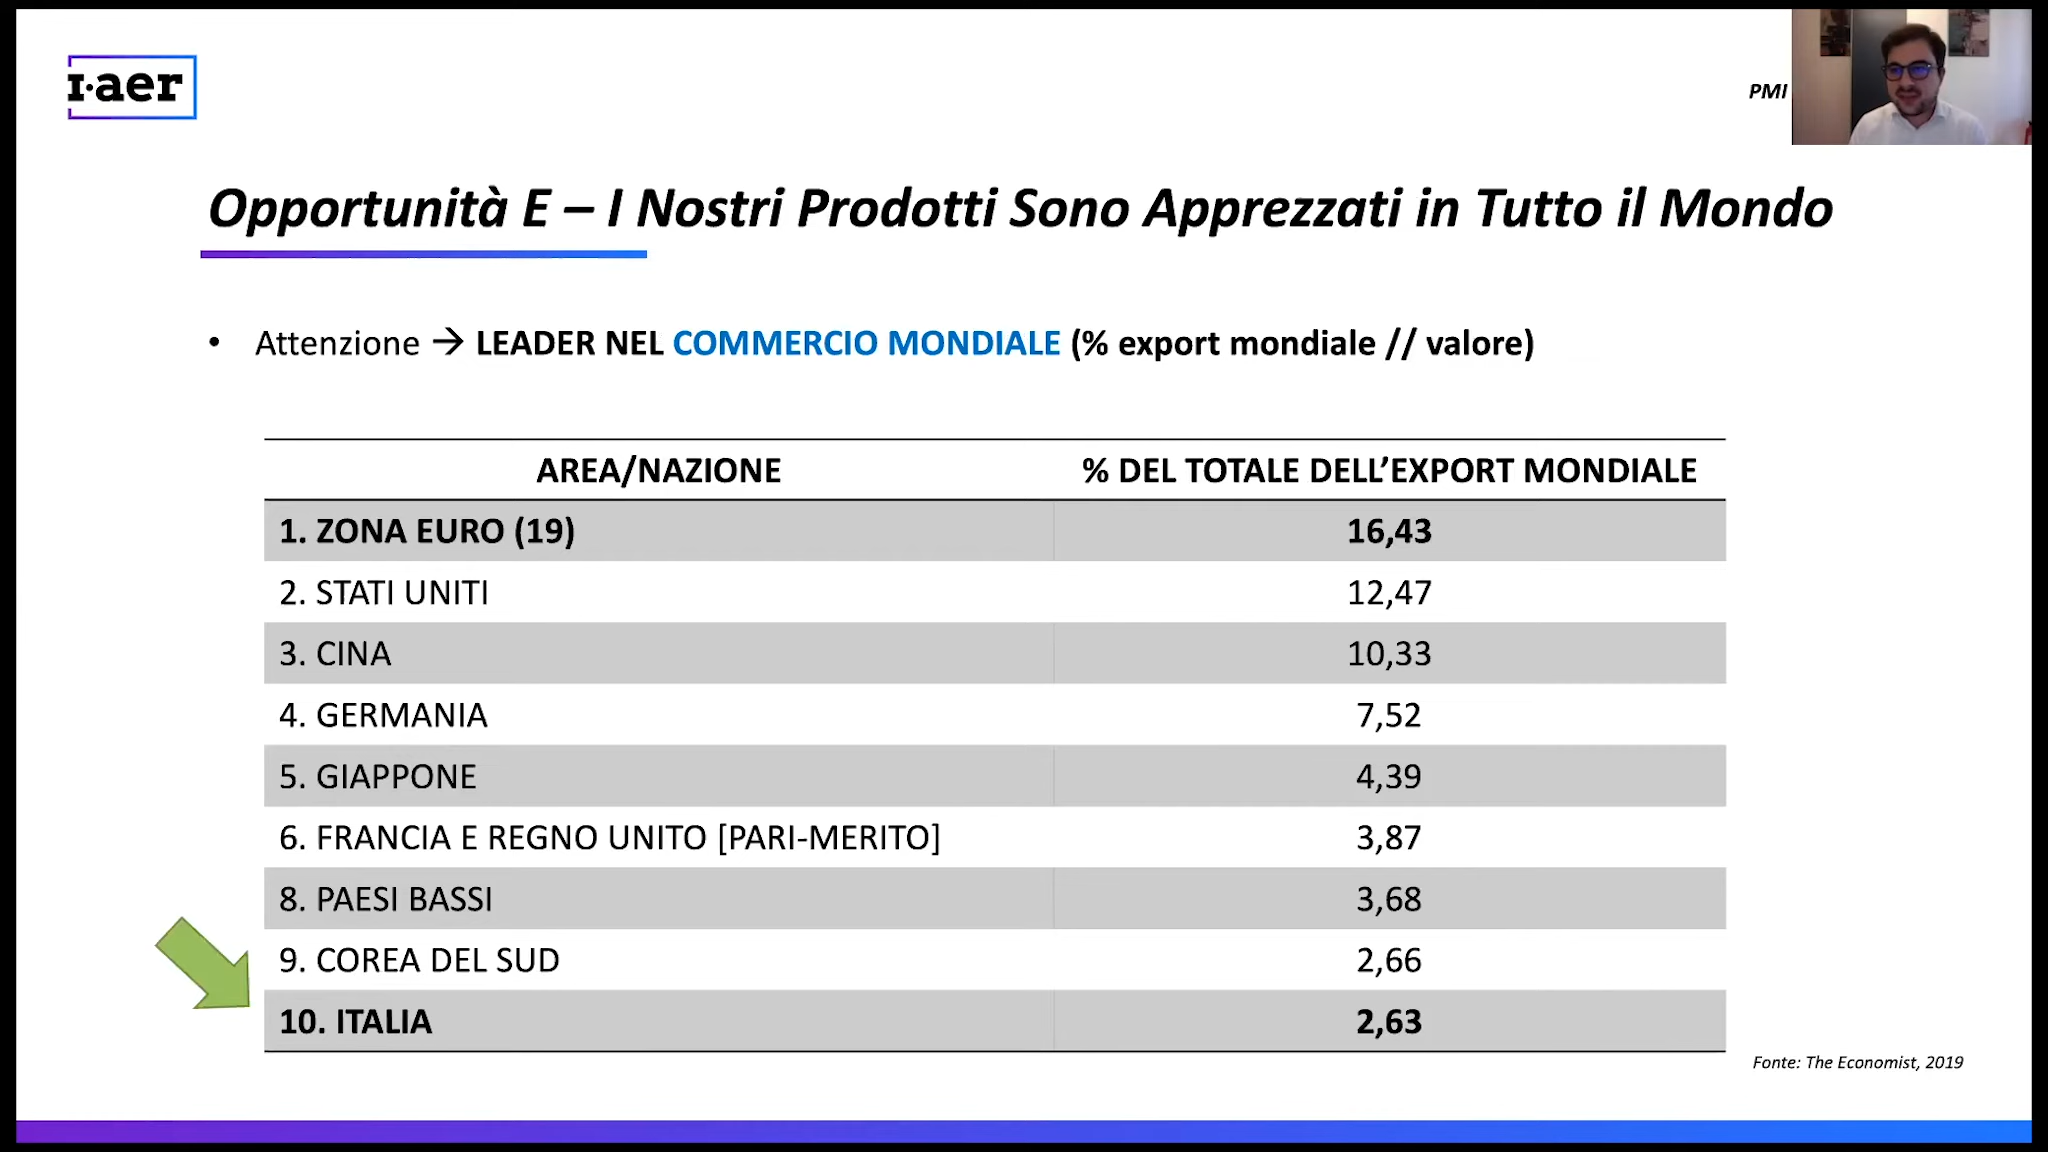 I·aer
PMI
Opportunità E – I Nostri Prodotti Sono Apprezzati in Tutto il Mondo
• Attenzione → LEADER NEL COMMERCIO MONDIALE (% export mondiale // valore)
AREA/NAZIONE % DEL TOTALE DELL’EXPORT MONDIALE
1. ZONA EURO (19) 16,43
2. STATI UNITI 12,47
3. CINA 10,33
4. GERMANIA 7,52
5. GIAPPONE 4,39
6. FRANCIA E REGNO UNITO [PARI-MERITO] 3,87
8. PAESI BASSI 3,68
9. COREA DEL SUD 2,66
10. ITALIA 2,63
Fonte: The Economist, 2019